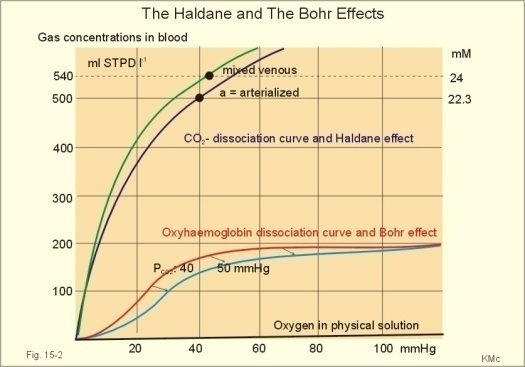 The Haldane and The Bohr Effects
Gas concentrations in blood
ml STPD l⁻¹
mM
540
mixed venous
24
500
a = arterialized
22.3
CO₂- dissociation curve and Haldane effect
400
300
Oxyhaemoglobin dissociation curve and Bohr effect
200
Pco₂: 40 50 mmHg
100
Oxygen in physical solution
20 40 60 80 100 mmHg
Fig. 15-2
KMc